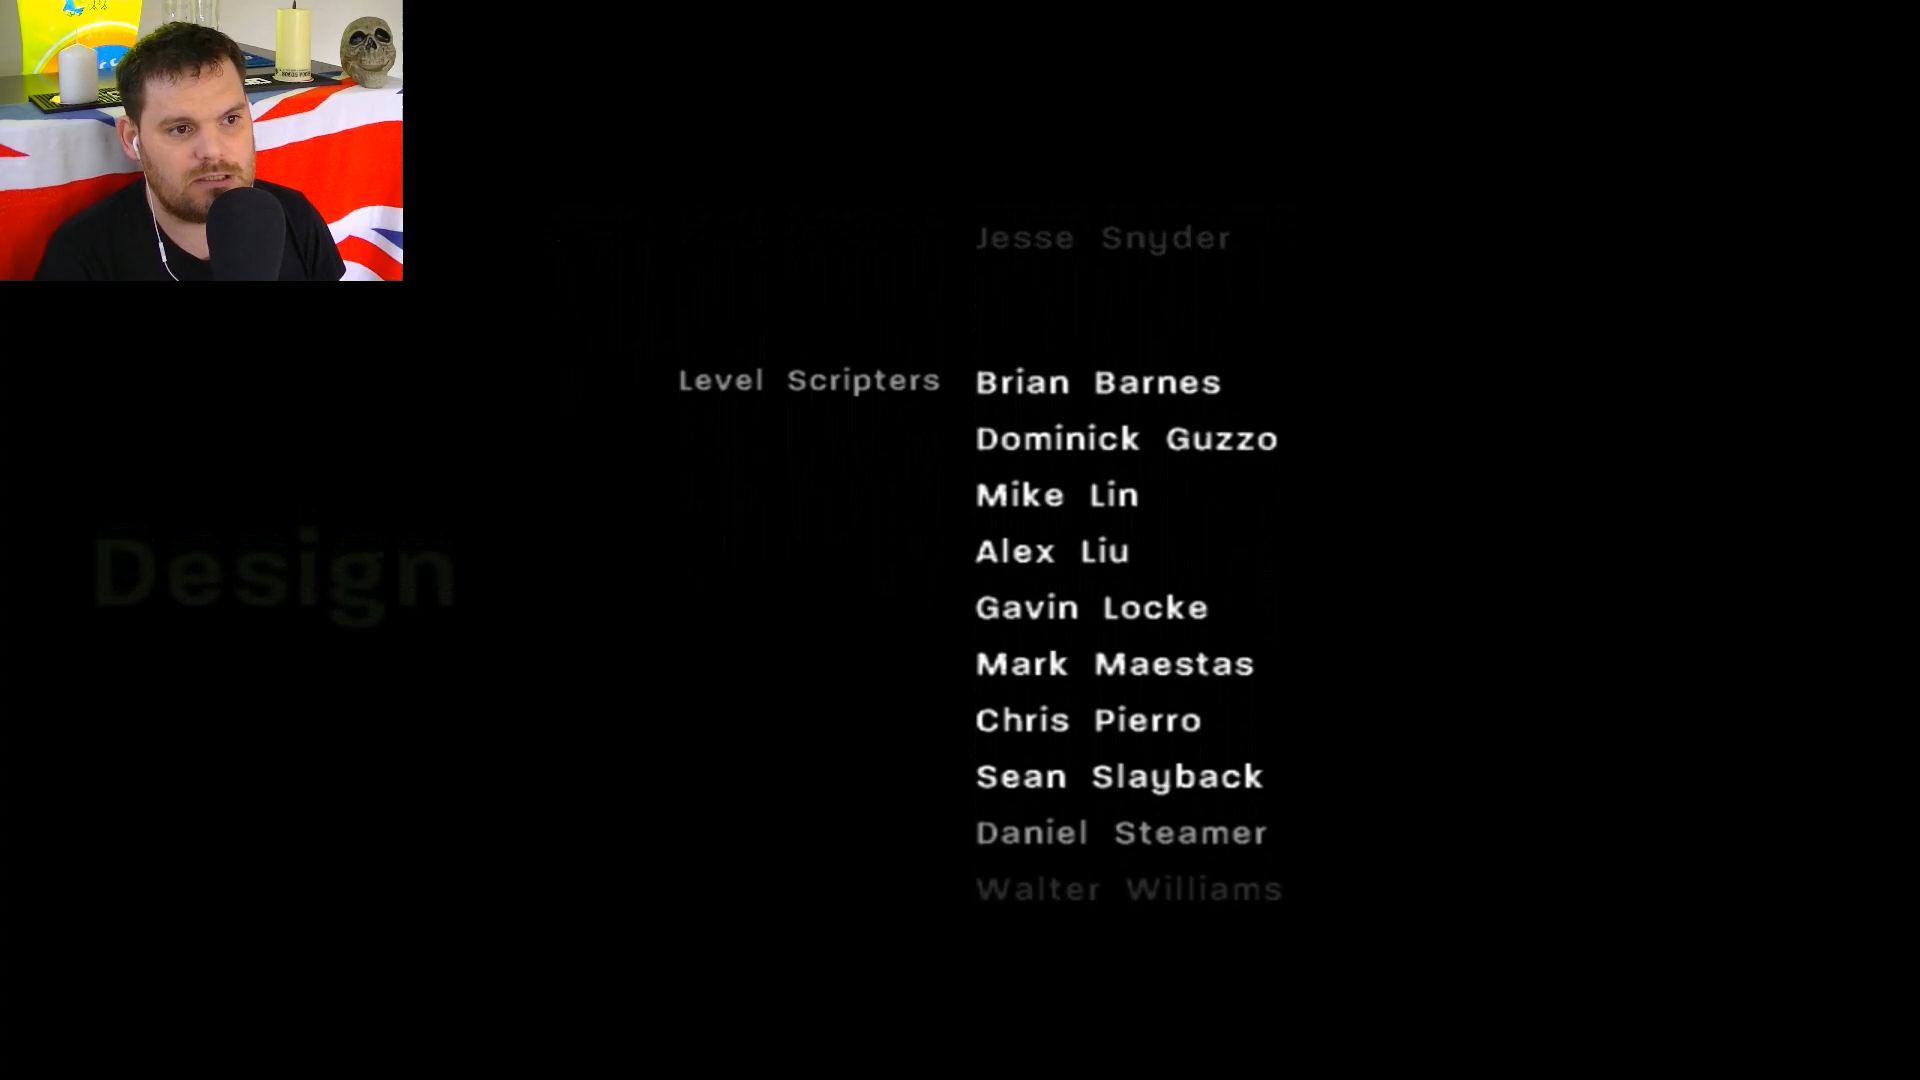 Jesse Snyder
Level Scripters Brian Barnes
Dominick Guzzo
Mike Lin
Alex Liu
Design
Gavin Locke
Mark Maestas
Chris Pierro
Sean Slayback
Daniel Steamer
Walter Williams